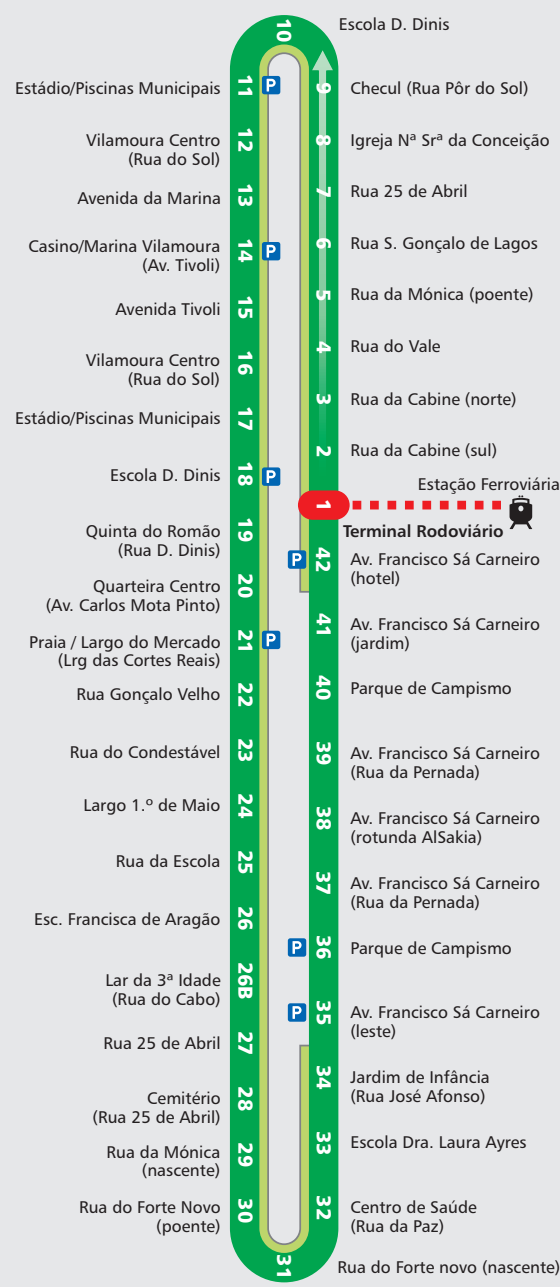 10
Escola D. Dinis
11
Estádio/Piscinas Municipais
P
12
Vilamoura Centro
(Rua do Sol)
13
Avenida da Marina
14
Casino/Marina Vilamoura
(Av. Tivoli)
P
15
Avenida Tivoli
16
Vilamoura Centro
(Rua do Sol)
17
Estádio/Piscinas Municipais
18
Escola D. Dinis
P
19
Quinta do Romão
(Rua D. Dinis)
20
Quarteira Centro
(Av. Carlos Mota Pinto)
21
Praia / Largo do Mercado
(Lrg das Cortes Reais)
P
22
Rua Gonçalo Velho
23
Rua do Condestável
24
Largo 1.º de Maio
25
Rua da Escola
26
Esc. Francisca de Aragão
26B
Lar da 3ª Idade
(Rua do Cabo)
27
Rua 25 de Abril
28
Cemitério
(Rua 25 de Abril)
29
Rua da Mónica
(nascente)
30
Rua do Forte Novo
(poente)
9
Checul (Rua Pôr do Sol)
8
Igreja Nª Srª da Conceição
7
Rua 25 de Abril
6
Rua S. Gonçalo de Lagos
5
Rua da Mónica (poente)
4
Rua do Vale
3
Rua da Cabine (norte)
2
Rua da Cabine (sul)
Estação Ferroviária
1
Terminal Rodoviário
P
42
Av. Francisco Sá Carneiro
(hotel)
41
Av. Francisco Sá Carneiro
(jardim)
40
Parque de Campismo
39
Av. Francisco Sá Carneiro
(Rua da Pernada)
38
Av. Francisco Sá Carneiro
(rotunda AlSakia)
37
Av. Francisco Sá Carneiro
(Rua da Pernada)
P
36
Parque de Campismo
P
35
Av. Francisco Sá Carneiro
(leste)
34
Jardim de Infância
(Rua José Afonso)
33
Escola Dra. Laura Ayres
32
Centro de Saúde
(Rua da Paz)
31
Rua do Forte novo (nascente)